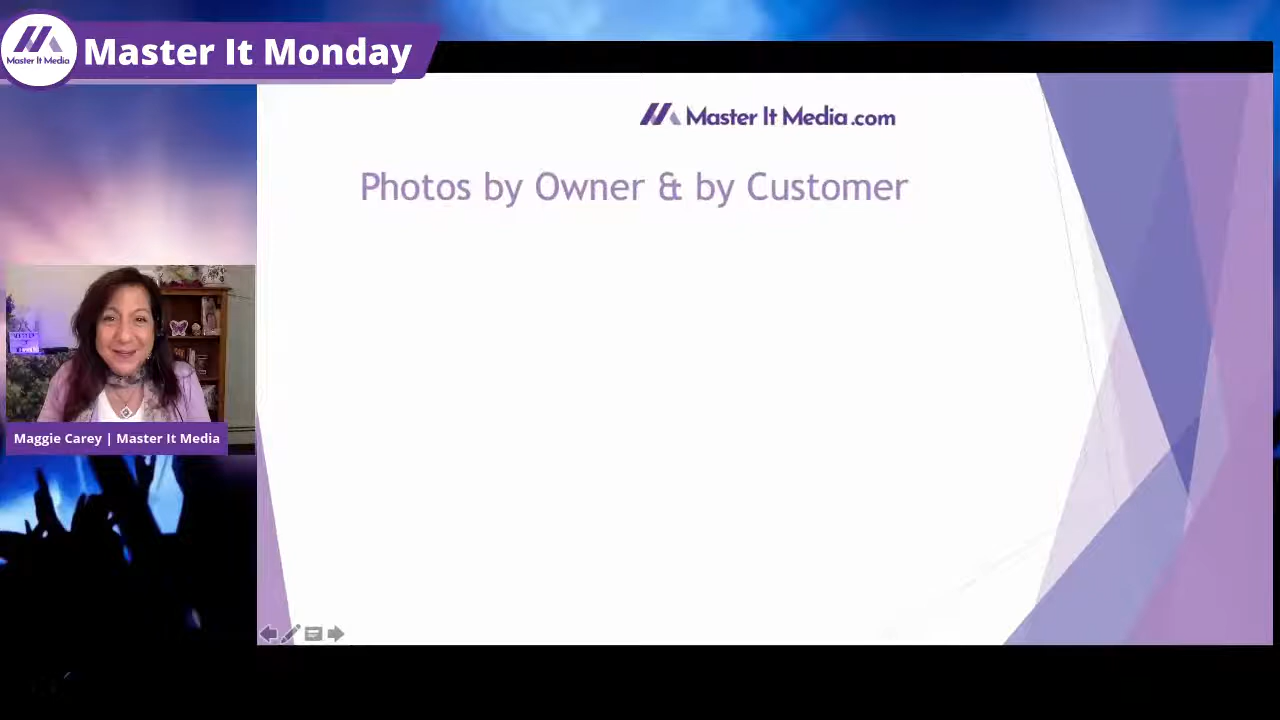 Master It Media
Master It Monday
Master It Media.com
Photos by Owner & by Customer
Maggie Carey | Master It Media